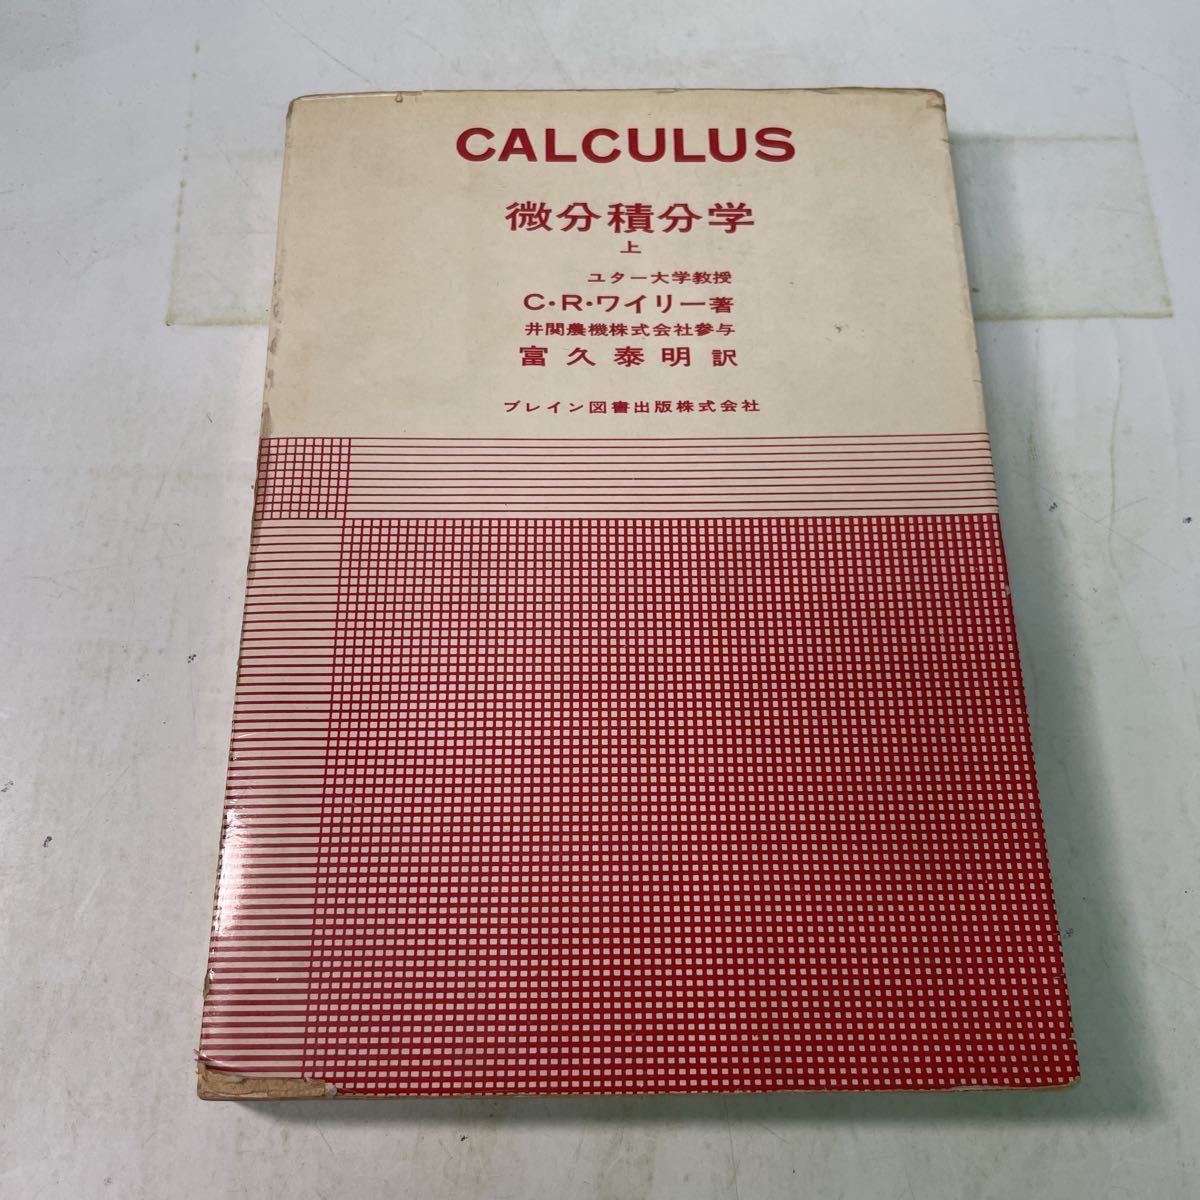 CALCULUS
微分積分学
上
ユター大学教授
C・R・ワイリー著
井関農機株式会社参与
富久泰明訳
ブレイン図書出版株式会社